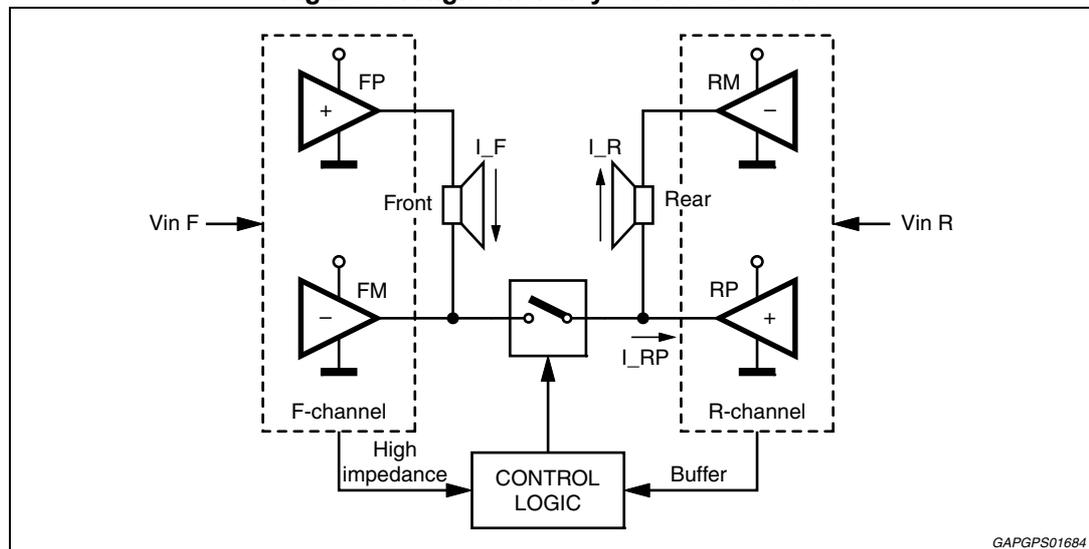 FP
RM
+
−
I_F
I_R
Front
Rear
Vin F
Vin R
FM
RP
−
+
I_RP
F-channel
R-channel
High
impedance
Buffer
CONTROL
LOGIC
GAPGPS01684